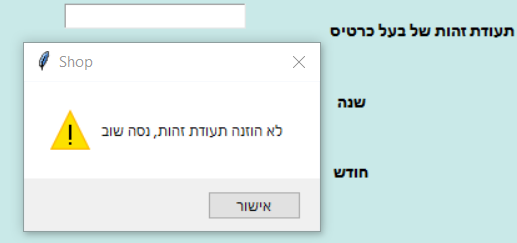 תעודת זהות של בעל כרטיס
Shop
שנה
לא הוזנה תעודת זהות, נסה שוב
חודש
אישור